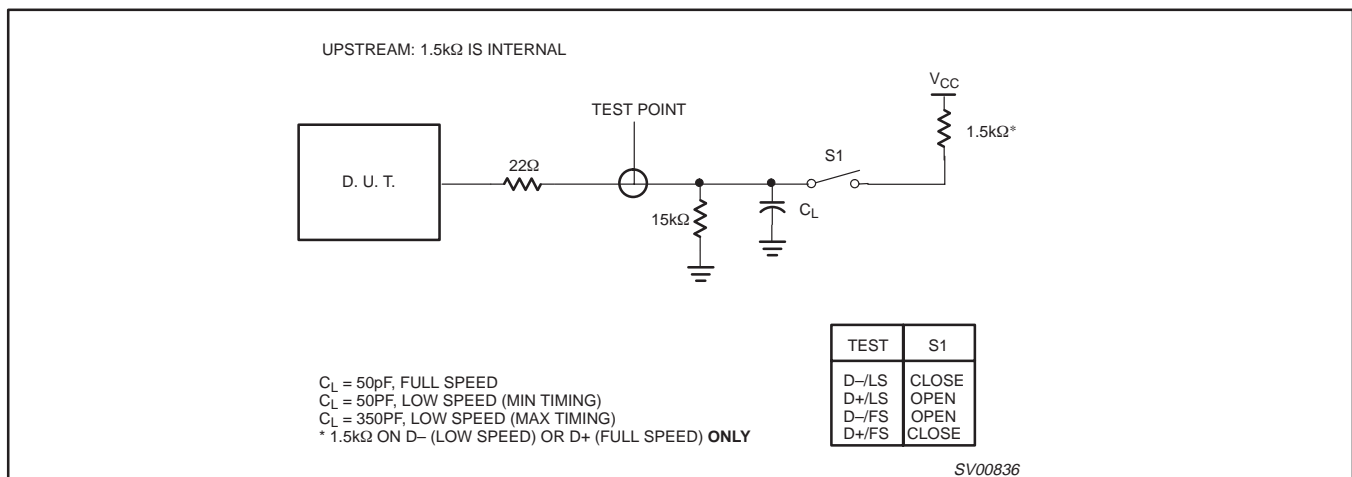 UPSTREAM: 1.5kΩ IS INTERNAL
VCC
TEST POINT
1.5kΩ*
S1
D. U. T.
22Ω
15kΩ
CL
TEST S1
D–/LS CLOSE
D+/LS OPEN
D–/FS OPEN
D+/FS CLOSE
CL = 50pF, FULL SPEED
CL = 50PF, LOW SPEED (MIN TIMING)
CL = 350PF, LOW SPEED (MAX TIMING)
* 1.5kΩ ON D– (LOW SPEED) OR D+ (FULL SPEED) ONLY
SV00836